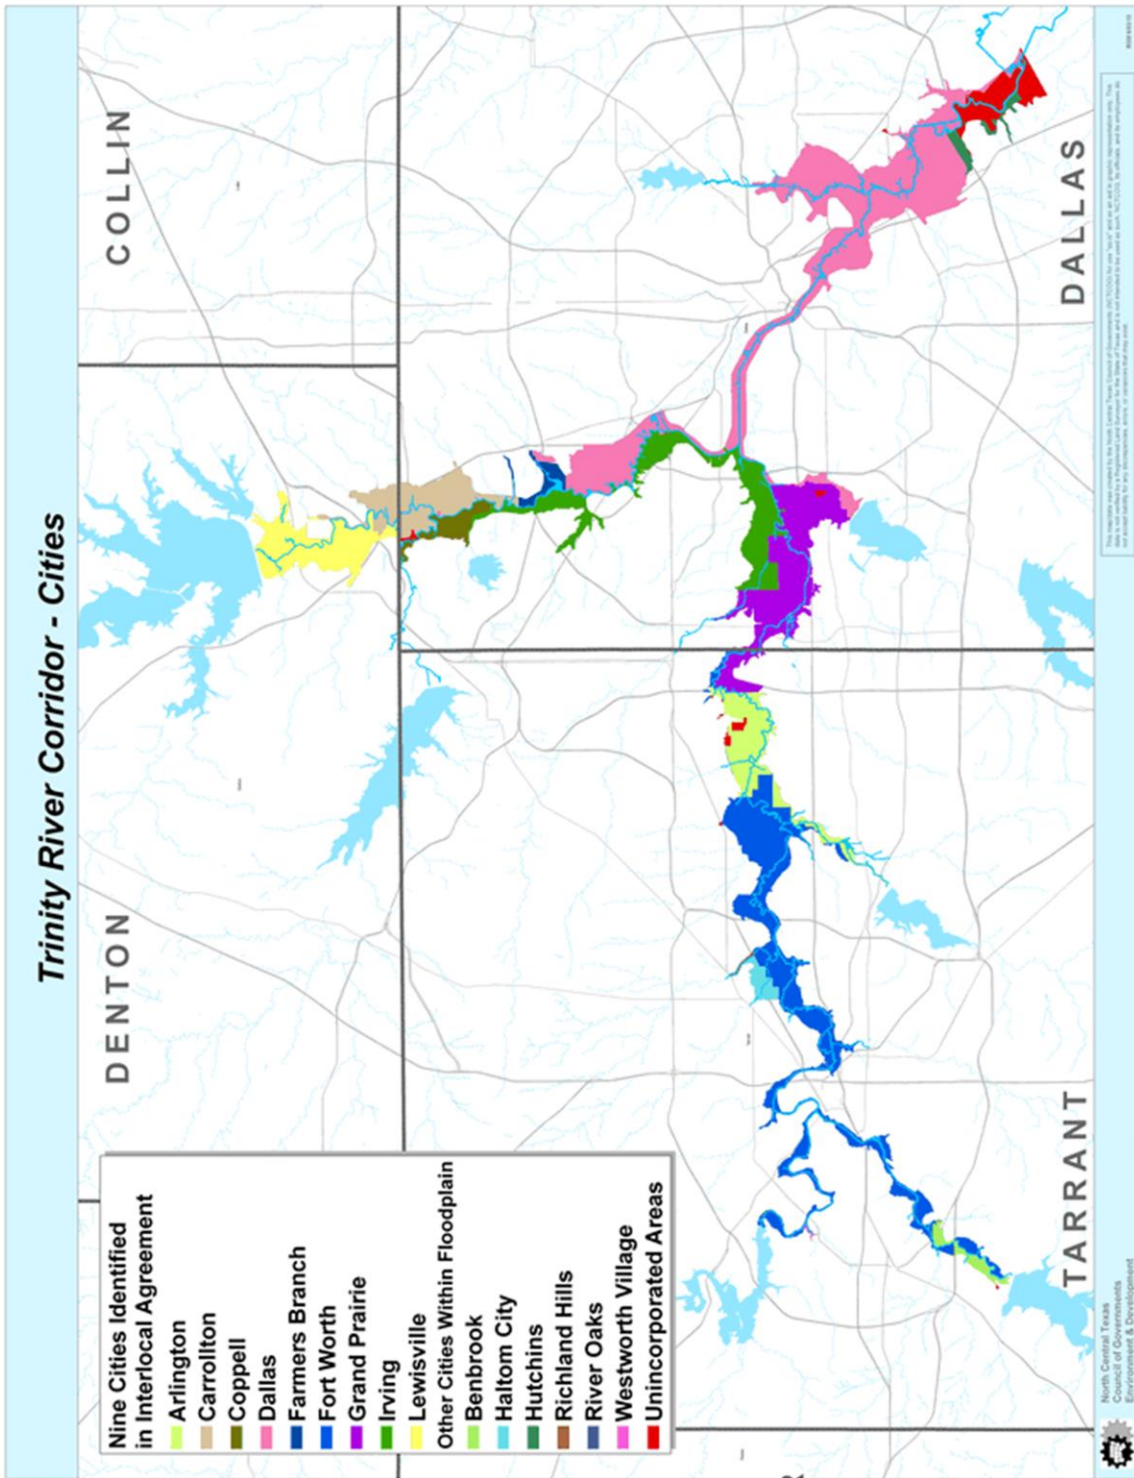 Trinity River Corridor - Cities
DENTON
COLLIN
TARRANT
DALLAS
Nine Cities Identified
in Interlocal Agreement
Arlington
Carrollton
Coppell
Dallas
Farmers Branch
Fort Worth
Grand Prairie
Irving
Lewisville
Other Cities Within Floodplain
Benbrook
Haltom City
Hutchins
Richland Hills
River Oaks
Westworth Village
Unincorporated Areas
North Central Texas
Council of Governments
Environment & Development